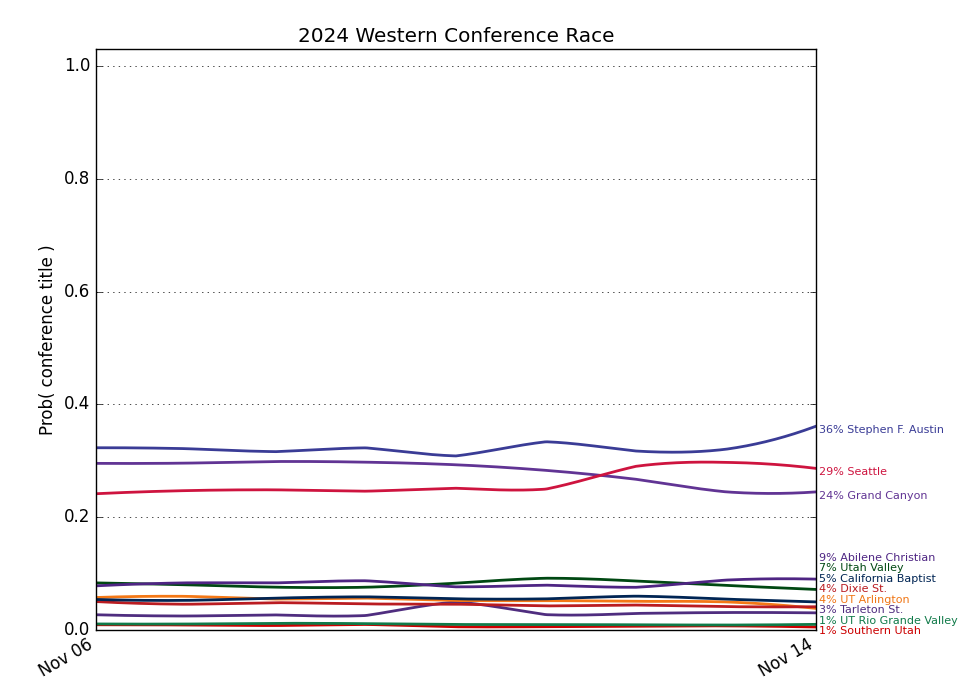 2024 Western Conference Race
Prob( conference title )
1.0
0.8
0.6
0.4
0.2
0.0
Nov 06
Nov 14
36% Stephen F. Austin
29% Seattle
24% Grand Canyon
9% Abilene Christian
7% Utah Valley
5% California Baptist
4% Dixie St.
4% UT Arlington
3% Tarleton St.
1% UT Rio Grande Valley
1% Southern Utah